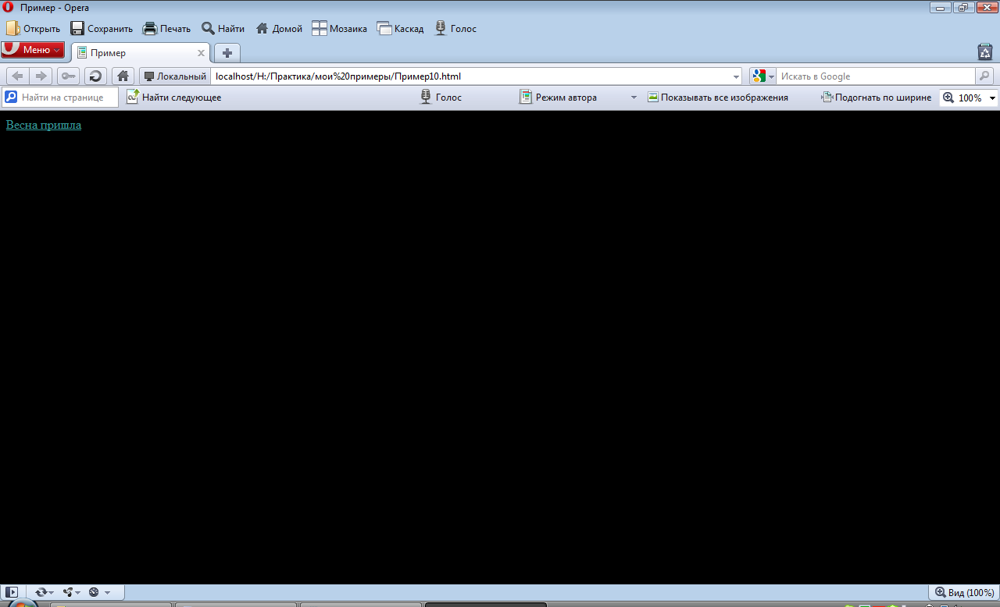 Пример - Opera
Открыть Сохранить Печать Найти Домой Мозаика Каскад Голос
Меню Пример
Локальный localhost/H:/Практика/мои%20примеры/Пример10.html Искать в Google
Найти на странице Найти следующее Голос Режим автора Показывать все изображения Подогнать по ширине 100%
Весна пришла
Вид (100%)